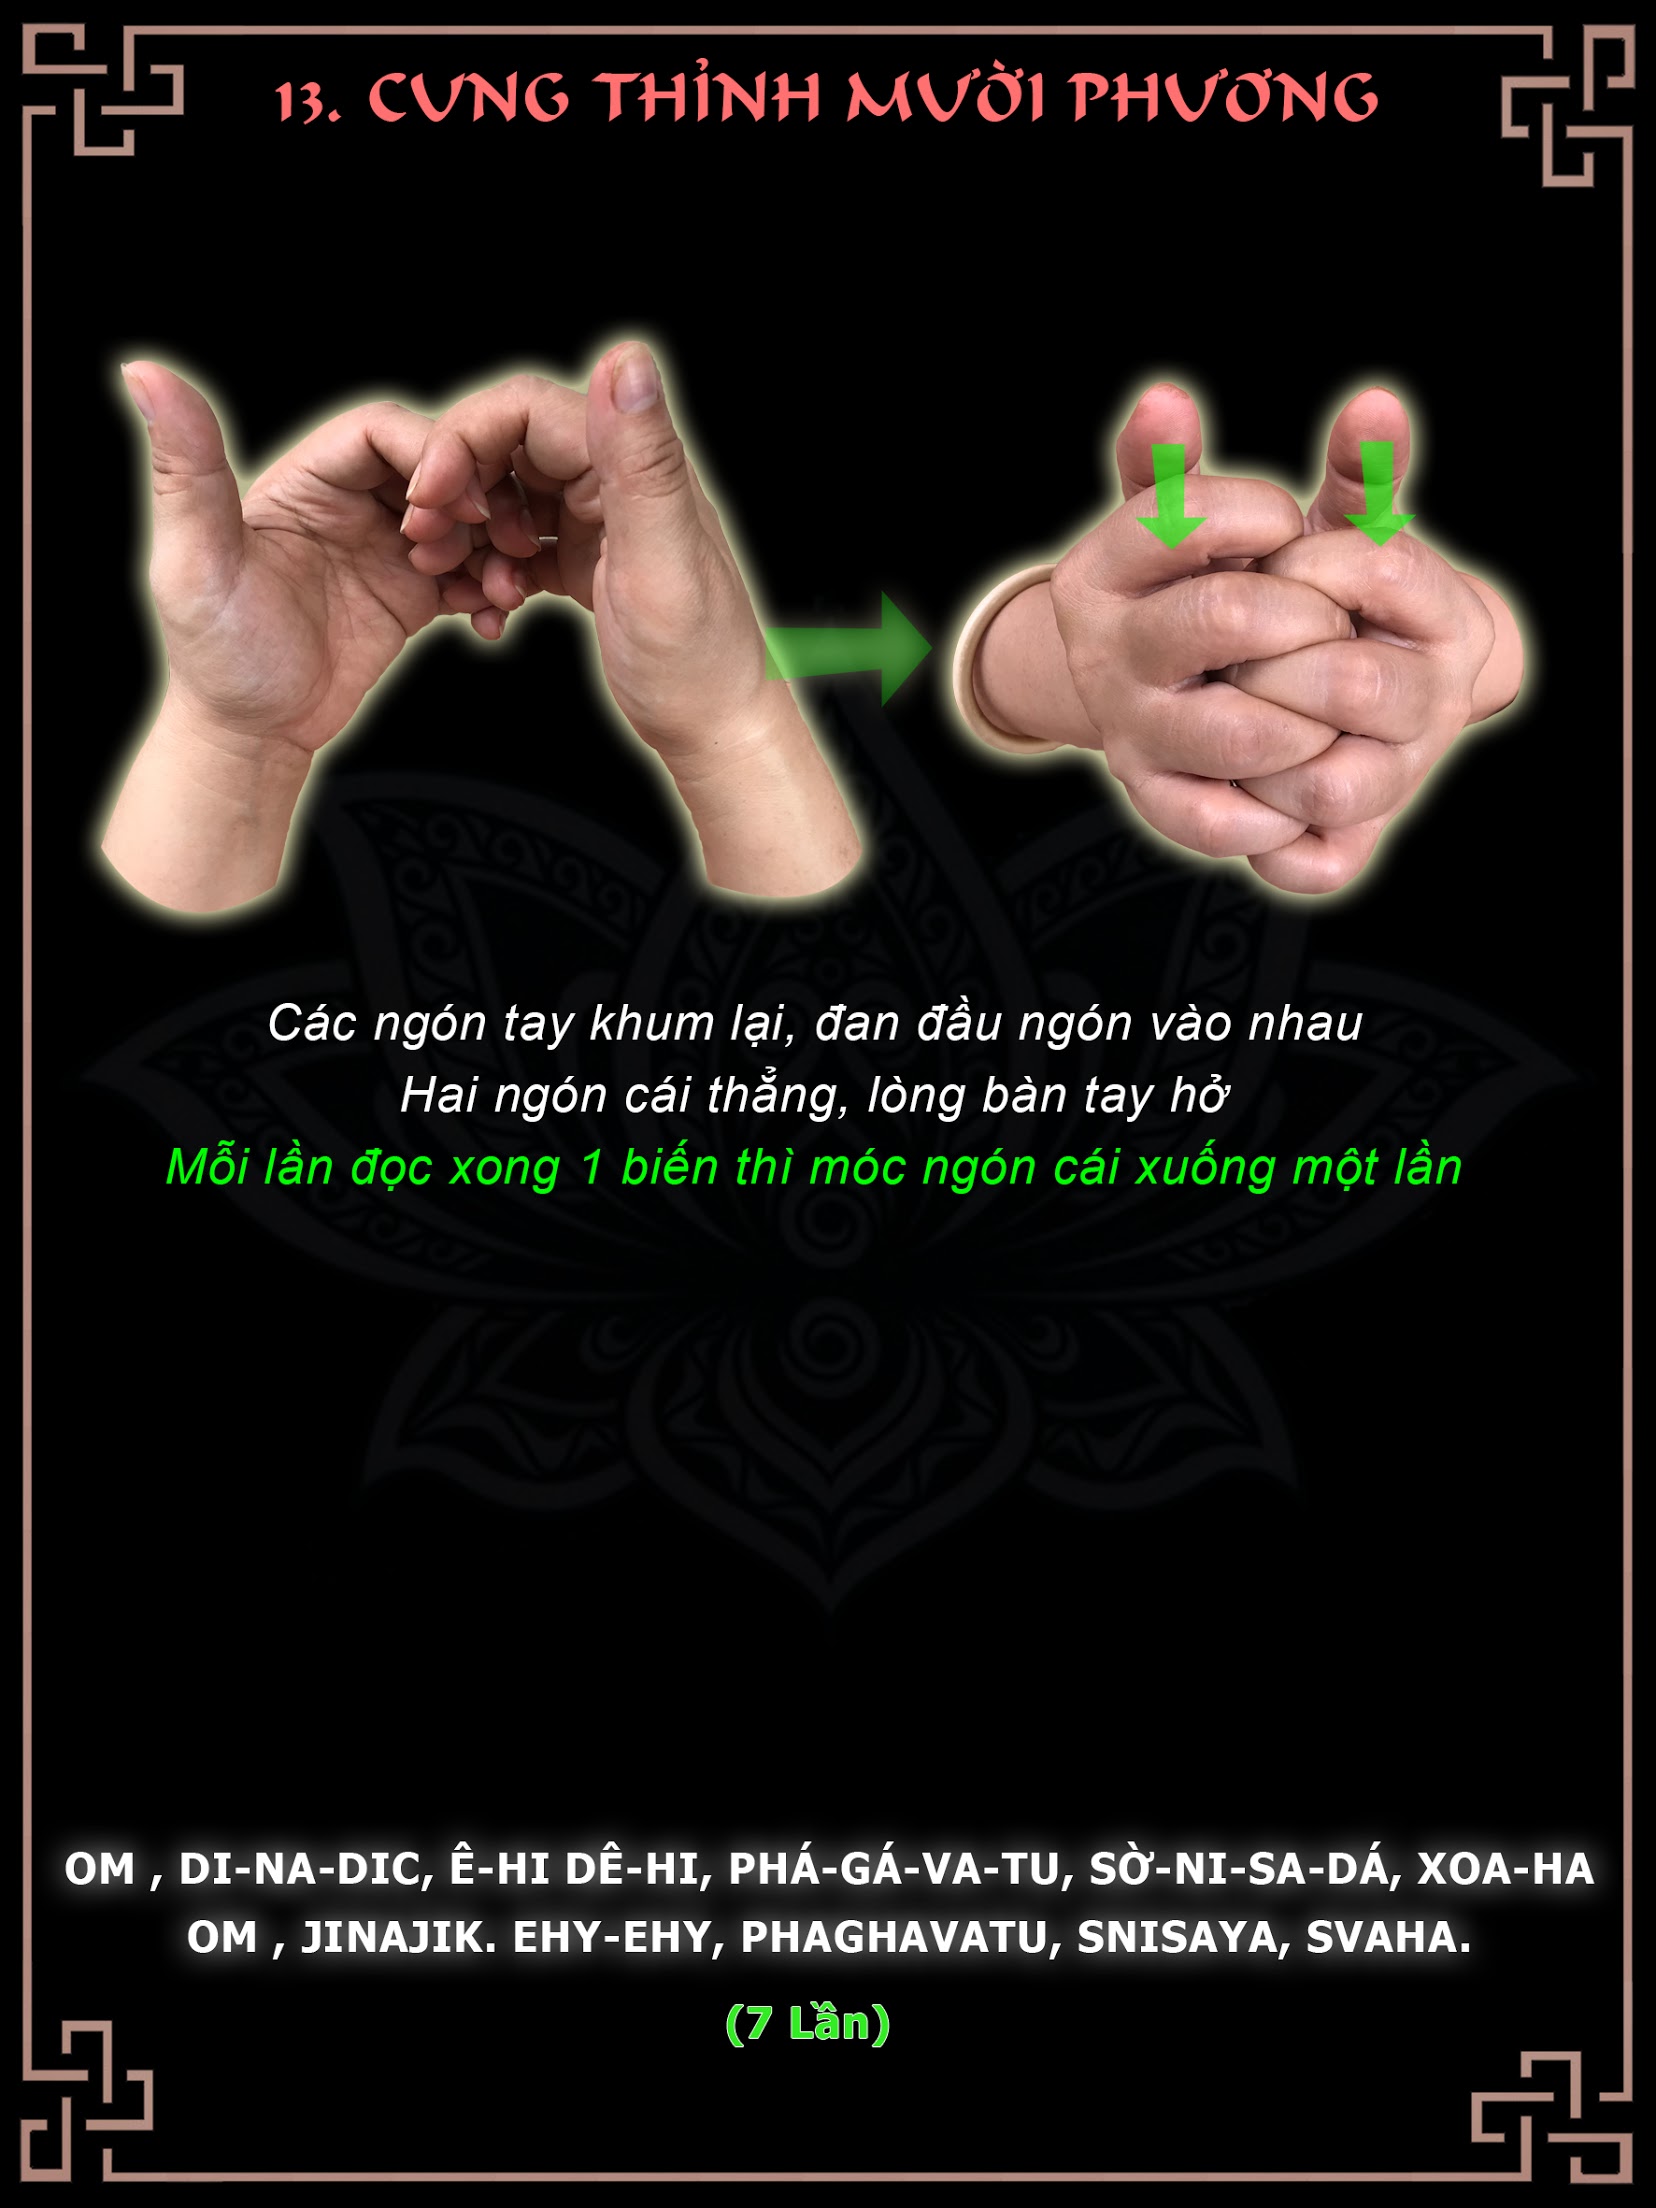 13. CUNG THỈNH MƯỜI PHƯƠNG
Các ngón tay khum lại, đan đầu ngón vào nhau
Hai ngón cái thẳng, lòng bàn tay hở
Mỗi lần đọc xong 1 biến thì móc ngón cái xuống một lần
OM , DI-NA-DIC, Ê-HI DÊ-HI, PHÁ-GÁ-VA-TU, SỜ-NI-SA-DÁ, XOA-HA
OM , JINAJIK. EHY-EHY, PHAGHAVATU, SNISAYA, SVAHA.
(7 Lần)